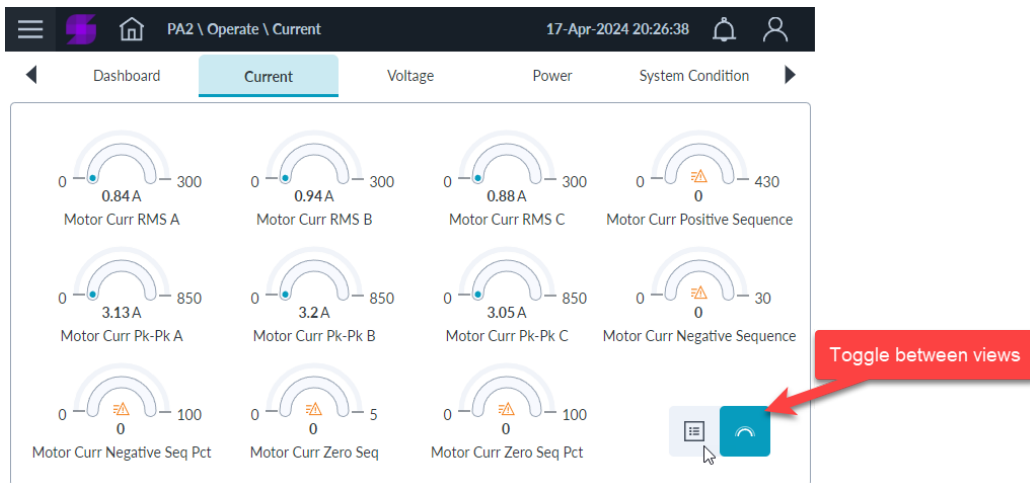 PA2 \ Operate \ Current
17-Apr-2024 20:26:38
Dashboard
Current
Voltage
Power
System Condition
0
300
0.84 A
Motor Curr RMS A
0
300
0.94 A
Motor Curr RMS B
0
300
0.88 A
Motor Curr RMS C
0
430
0
Motor Curr Positive Sequence
0
850
3.13 A
Motor Curr Pk-Pk A
0
850
3.2 A
Motor Curr Pk-Pk B
0
850
3.05 A
Motor Curr Pk-Pk C
0
30
0
Motor Curr Negative Sequence
Toggle between views
0
100
0
Motor Curr Negative Seq Pct
0
5
0
Motor Curr Zero Seq
0
100
0
Motor Curr Zero Seq Pct